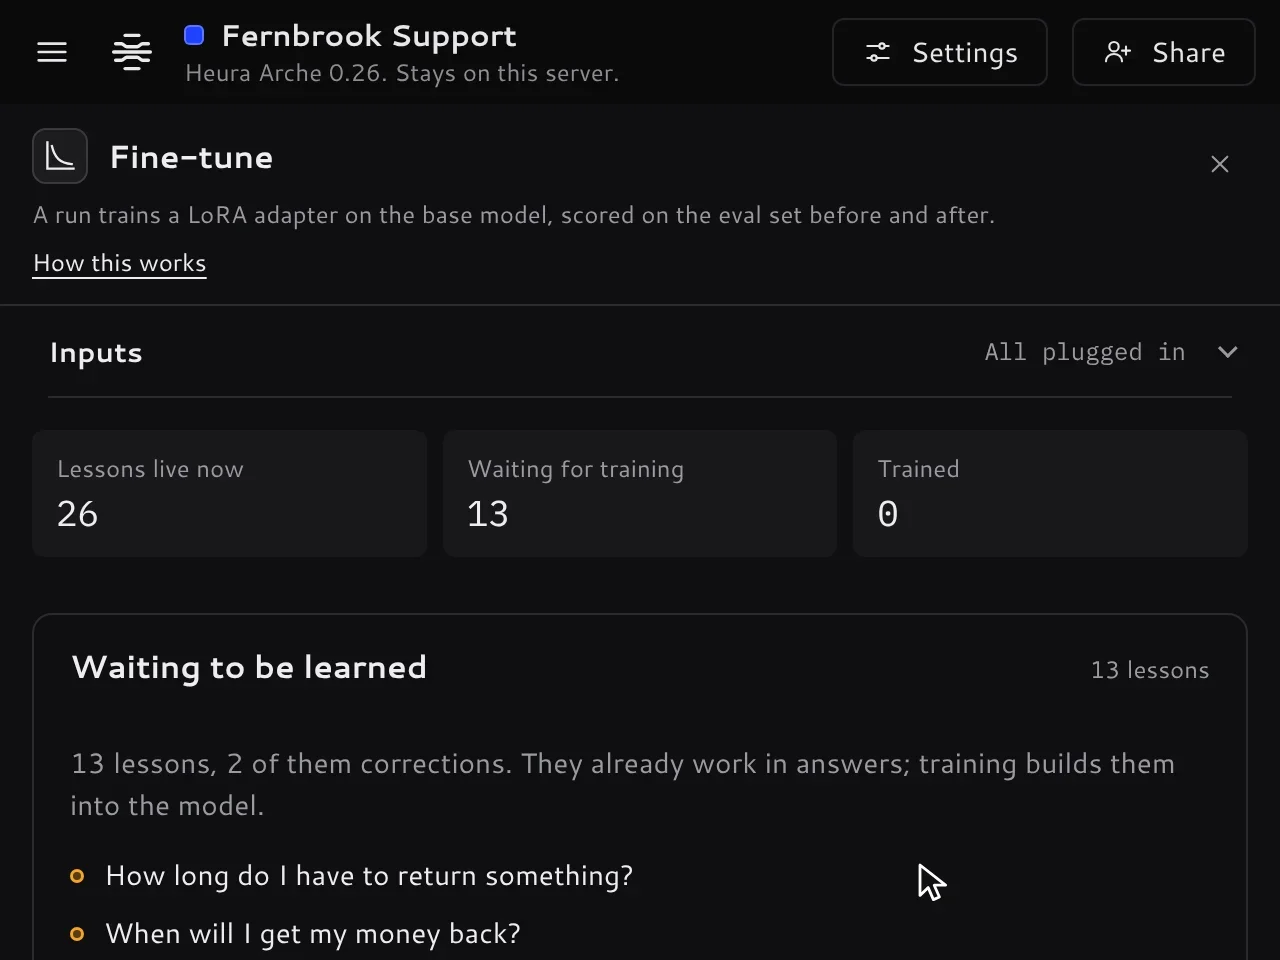 Fernbrook Support
Heura Arche 0.26. Stays on this server.
Settings
Share
Fine-tune
A run trains a LoRA adapter on the base model, scored on the eval set before and after.
How this works
Inputs
All plugged in
Lessons live now
26
Waiting for training
13
Trained
0
Waiting to be learned
13 lessons
13 lessons, 2 of them corrections. They already work in answers; training builds them
into the model.
How long do I have to return something?
When will I get my money back?